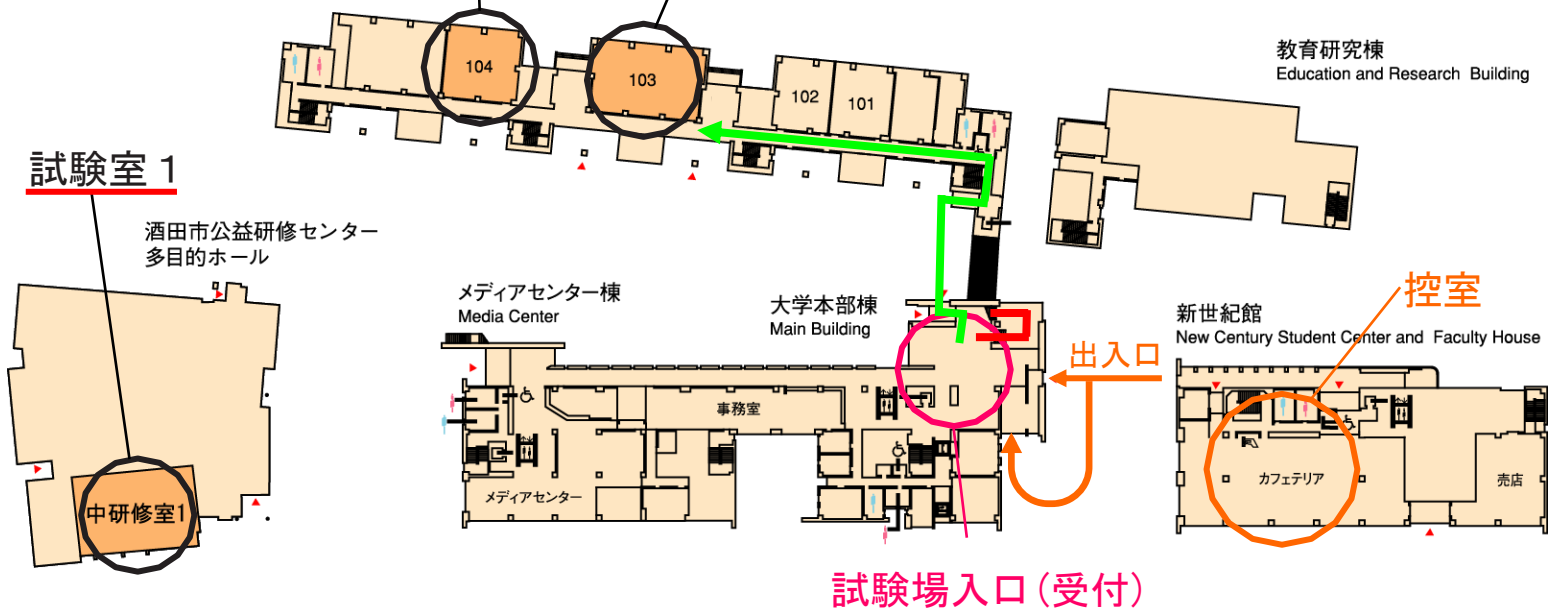 104
103
102
101
教育研究棟
Education and Research Building
試験室1
酒田市公益研修センター
多目的ホール
中研修室1
メディアセンター棟
Media Center
大学本部棟
Main Building
事務室
メディアセンター
出入口
試験場入口(受付)
控室
新世紀館
New Century Student Center and Faculty House
カフェテリア
売店